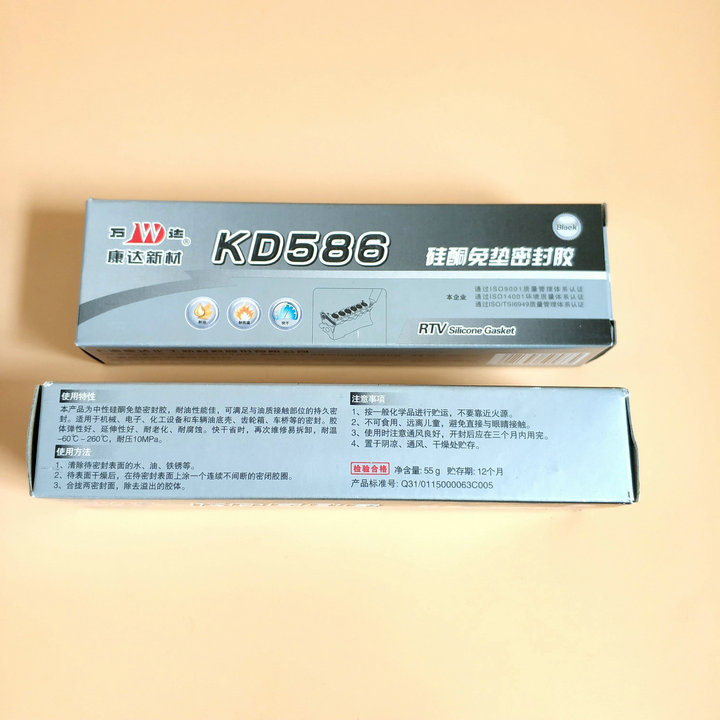 万 W 达®
康达新材
KD586
Black
硅酮免垫密封胶
本企业
通过ISO9001质量管理体系认证
通过ISO14001环境质量体系认证
通过ISO/TSI6949质量管理体系认证
耐油
耐高温
快干
RTV Silicone Gasket
使用特性
本产品为中性硅酮免垫密封胶，耐油性能佳，可满足与油质接触部位的持久密
封。适用于机械、电子、化工设备和车辆油底壳、齿轮箱、车桥等的密封。胶
体弹性好、延伸性好、耐老化、耐腐蚀。快干省时，再次维修易拆卸，耐温
-60℃~260℃，耐压10MPa。
使用方法
1、清除待密封表面的水、油、铁锈等。
2、待表面干燥后，在待密封表面上涂一个连续不间断的密闭胶圈。
3、合拢两密封面，除去溢出的胶体。
注意事项
1、按一般化学品进行贮运，不要靠近火源。
2、不可食用、远离儿童，避免直接与眼睛接触。
3、使用时注意通风良好，开封后应在三个月内用完。
4、置于阴凉、通风、干燥处贮存。
检验合格 净含量：55g 贮存期：12个月
产品标准号：Q31/0115000063C005